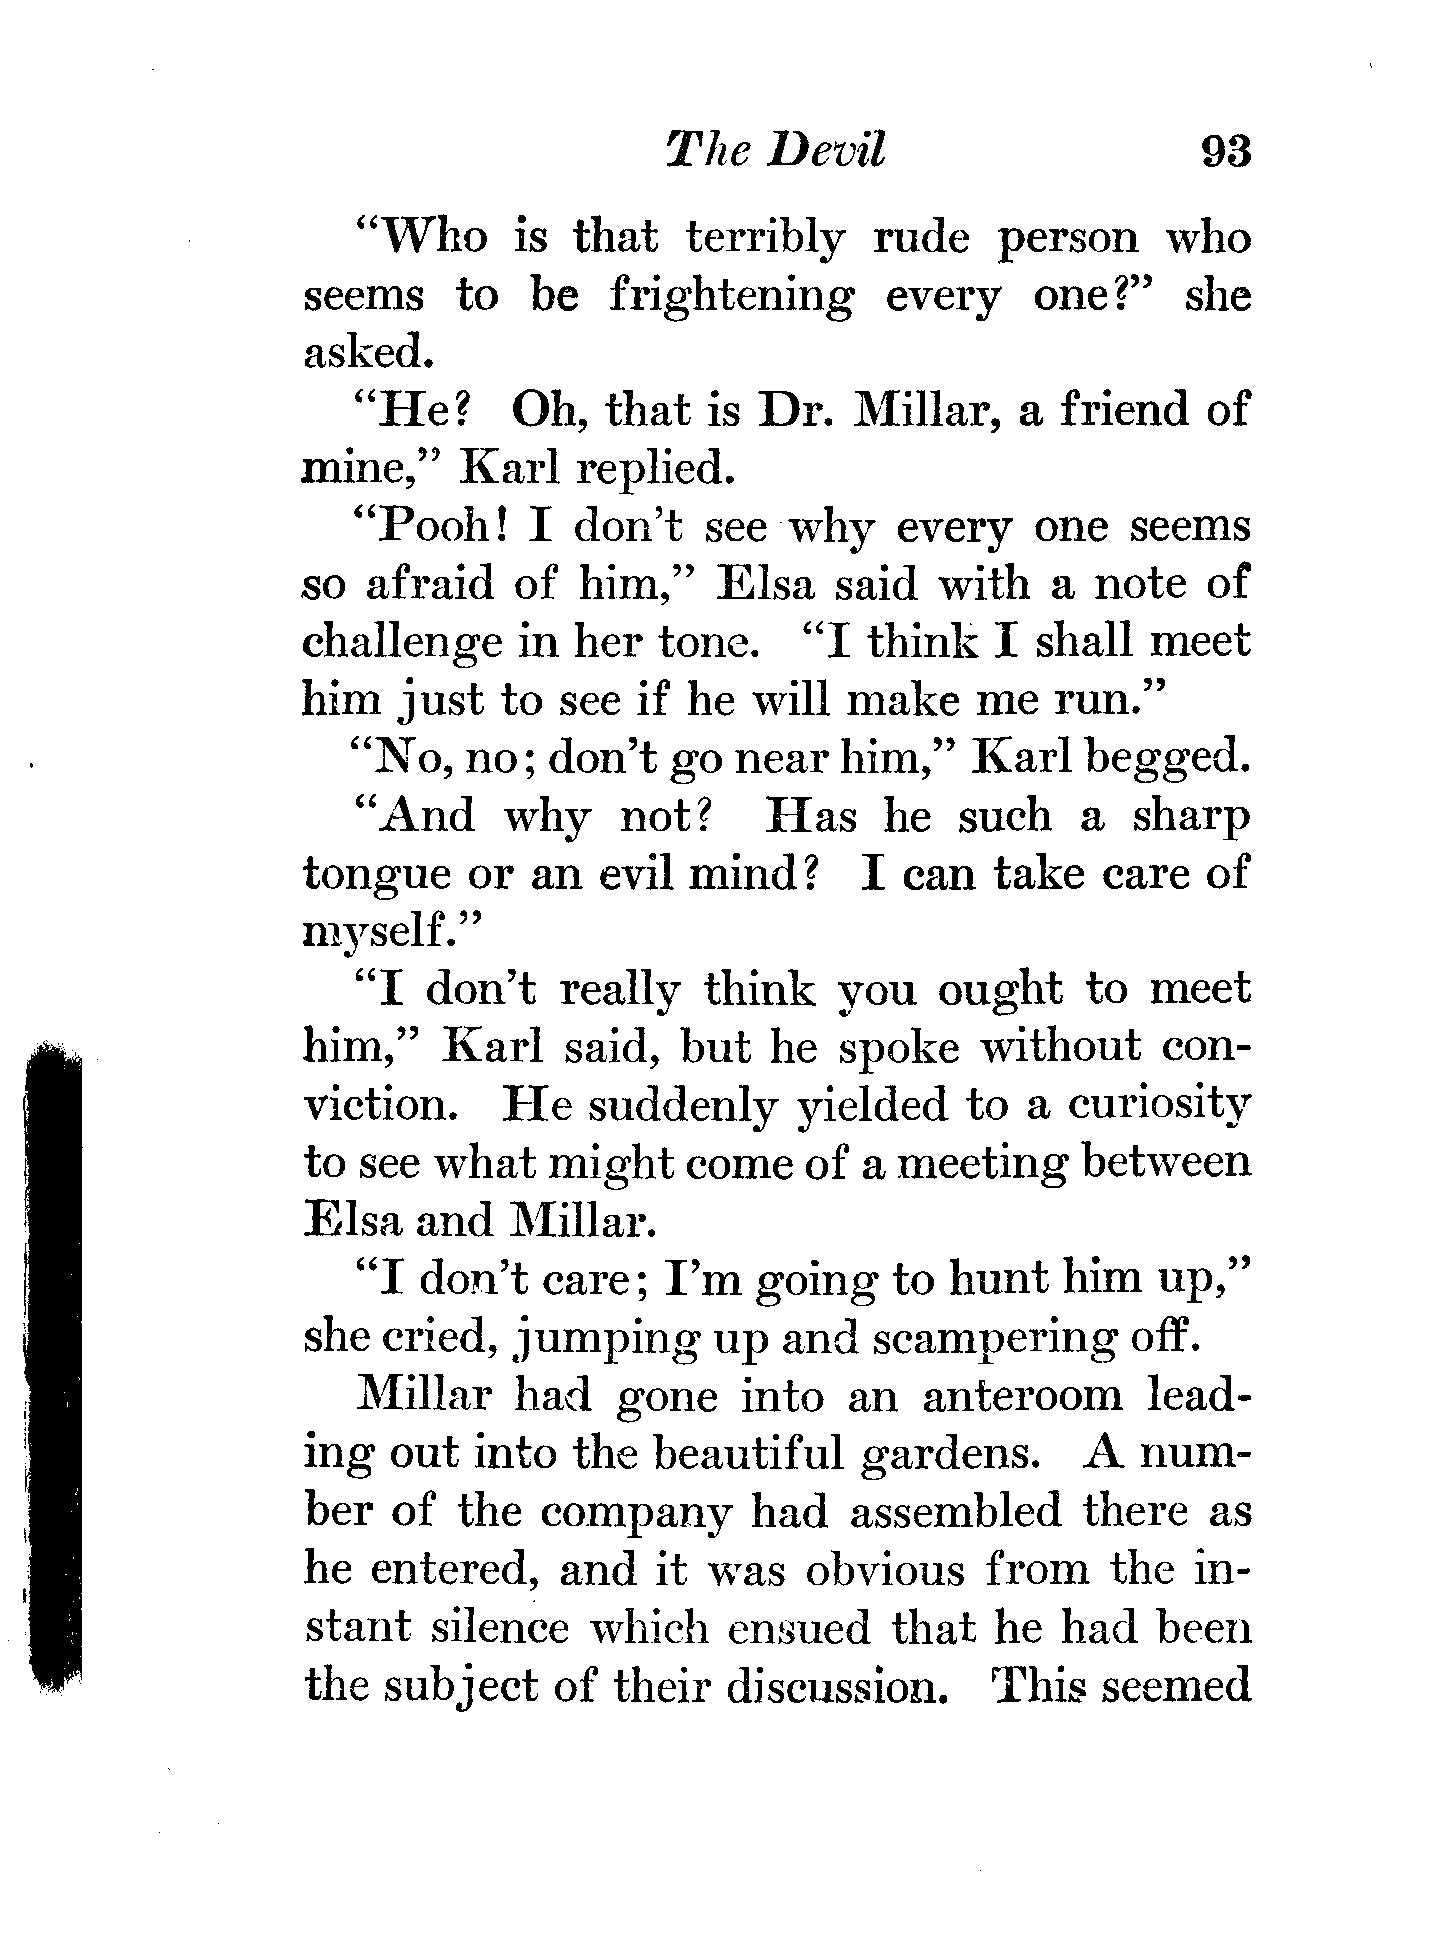 The Devil 93
“Who is that terribly rude person who
seems to be frightening every one?” she
asked.
“He? Oh, that is Dr. Millar, a friend of
mine,” Karl replied.
“Pooh! I don’t see why every one seems
so afraid of him,” Elsa said with a note of
challenge in her tone. “I think I shall meet
him just to see if he will make me run.”
“No, no; don’t go near him,” Karl begged.
“And why not? Has he such a sharp
tongue or an evil mind? I can take care of
myself.”
“I don’t really think you ought to meet
him,” Karl said, but he spoke without con-
viction. He suddenly yielded to a curiosity
to see what might come of a meeting between
Elsa and Millar.
“I don’t care; I’m going to hunt him up,”
she cried, jumping up and scampering off.
Millar had gone into an anteroom lead-
ing out into the beautiful gardens. A num-
ber of the company had assembled there as
he entered, and it was obvious from the in-
stant silence which ensued that he had been
the subject of their discussion. This seemed